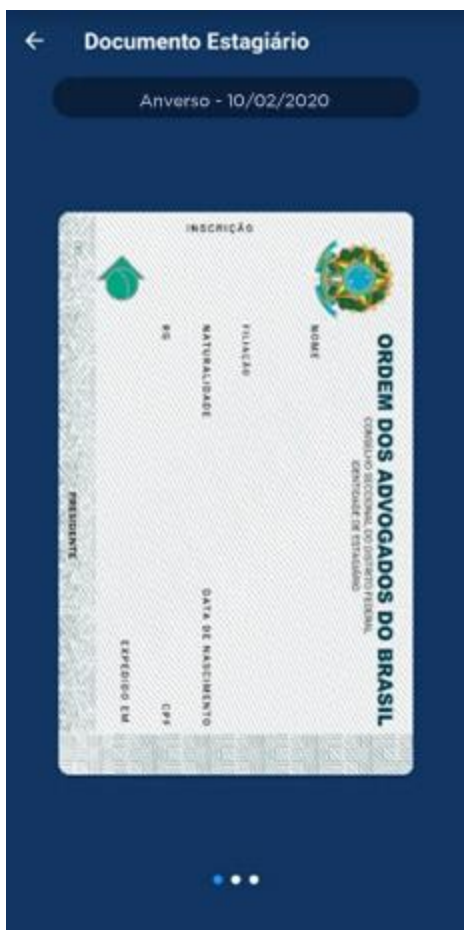 Documento Estagiário
Anverso - 10/02/2020
ORDEM DOS ADVOGADOS DO BRASIL
CONSELHO SECCIONAL DO DISTRITO FEDERAL
IDENTIDADE DE ESTAGIÁRIO
NOME
INSCRIÇÃO
FILIAÇÃO
NATURALIDADE
DATA DE NASCIMENTO
RG
CPF
EXPEDIDO EM
PRESIDENTE